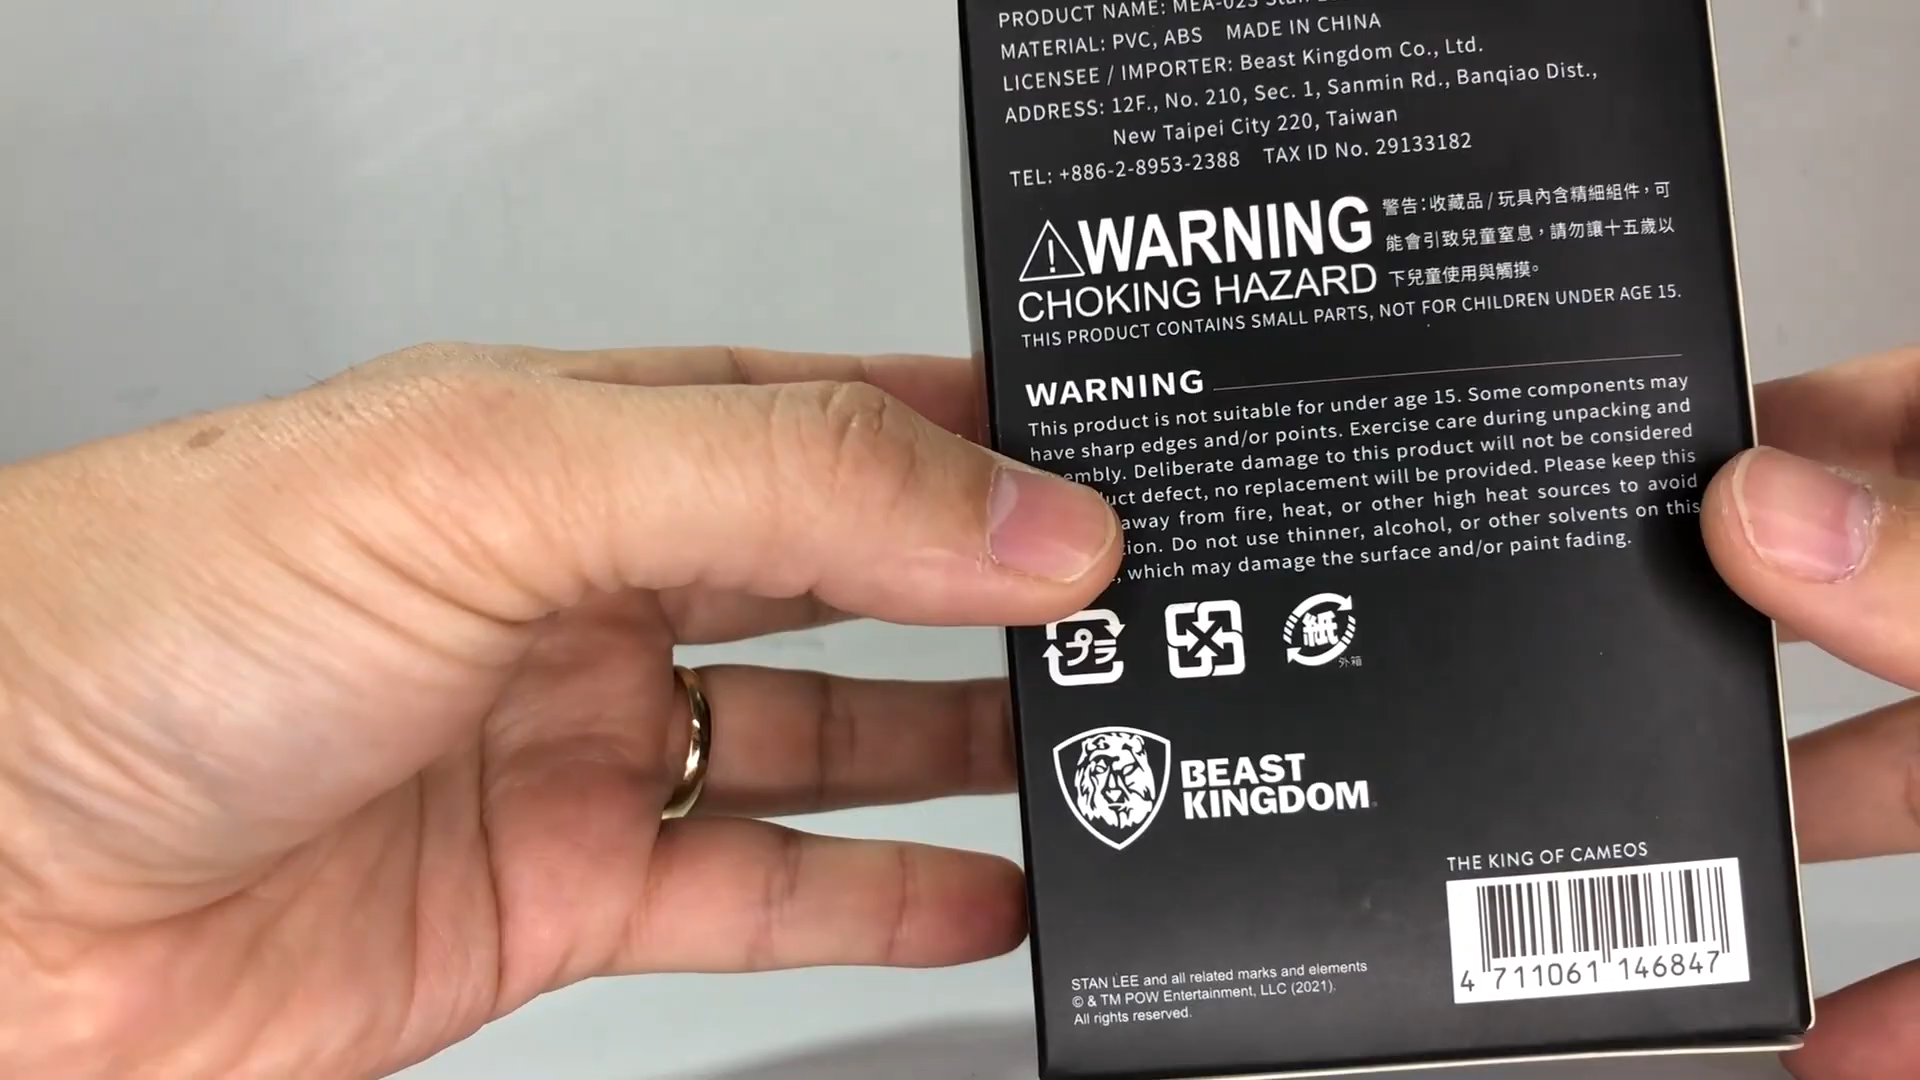 PRODUCT NAME: MEA-023 Stan
MATERIAL: PVC, ABS MADE IN CHINA
LICENSEE / IMPORTER: Beast Kingdom Co., Ltd.
ADDRESS: 12F., No. 210, Sec. 1, Sanmin Rd., Banqiao Dist.,
New Taipei City 220, Taiwan
TEL: +886-2-8953-2388 TAX ID No. 29133182
WARNING
CHOKING HAZARD
警告:收藏品/玩具內含精細組件,可
能會引致兒童窒息,請勿讓十五歲以
下兒童使用與觸摸。
THIS PRODUCT CONTAINS SMALL PARTS, NOT FOR CHILDREN UNDER AGE 15.
WARNING
This product is not suitable for under age 15. Some components may
have sharp edges and/or points. Exercise care during unpacking and
embly. Deliberate damage to this product will not be considered
uct defect, no replacement will be provided. Please keep this
away from fire, heat, or other high heat sources to avoid
tion. Do not use thinner, alcohol, or other solvents on this
, which may damage the surface and/or paint fading.
プラ
紙
外箱
BEAST
KINGDOM
THE KING OF CAMEOS
4 711061 146847
STAN LEE and all related marks and elements
© & TM POW Entertainment, LLC (2021).
All rights reserved.